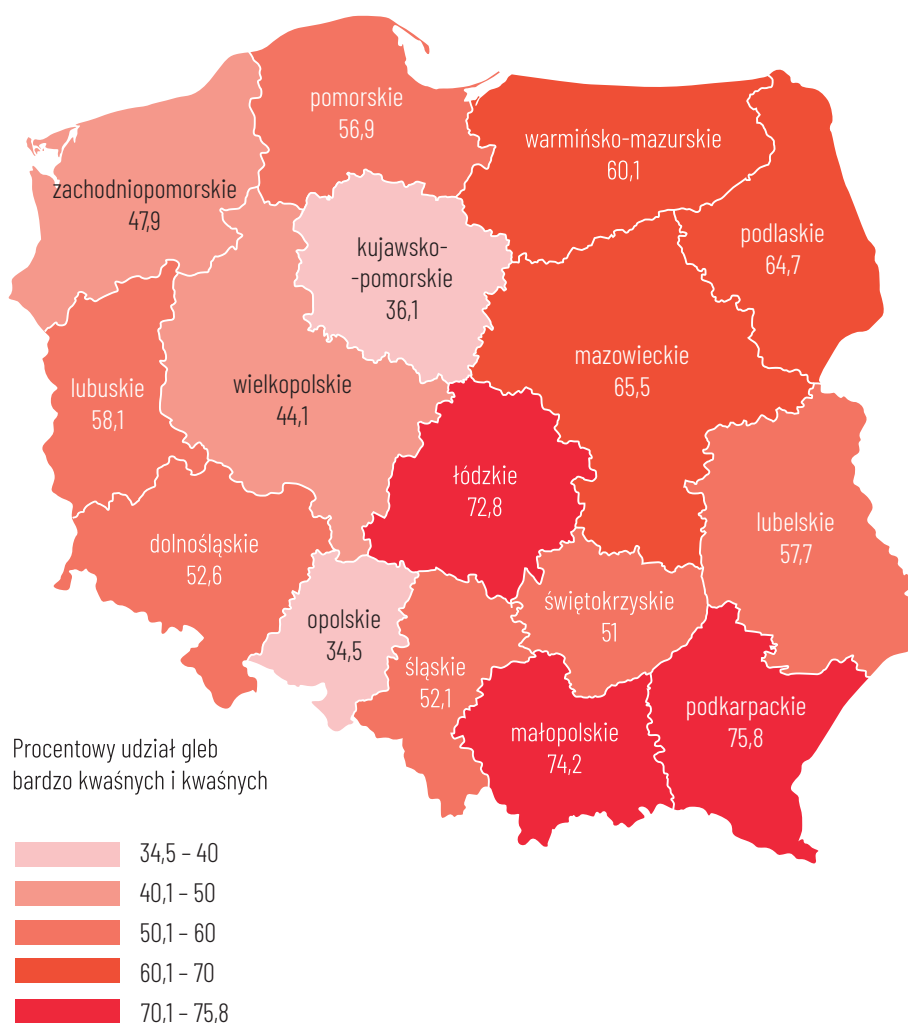 pomorskie
56,9
warmińsko-mazurskie
60,1
zachodniopomorskie
47,9
podlaskie
64,7
kujawsko-
-pomorskie
36,1
mazowieckie
65,5
lubuskie
58,1
wielkopolskie
44,1
łódzkie
72,8
lubelskie
57,7
dolnośląskie
52,6
świętokrzyskie
51
opolskie
34,5
śląskie
52,1
podkarpackie
75,8
małopolskie
74,2
Procentowy udział gleb
bardzo kwaśnych i kwaśnych
34,5 – 40
40,1 – 50
50,1 – 60
60,1 – 70
70,1 – 75,8